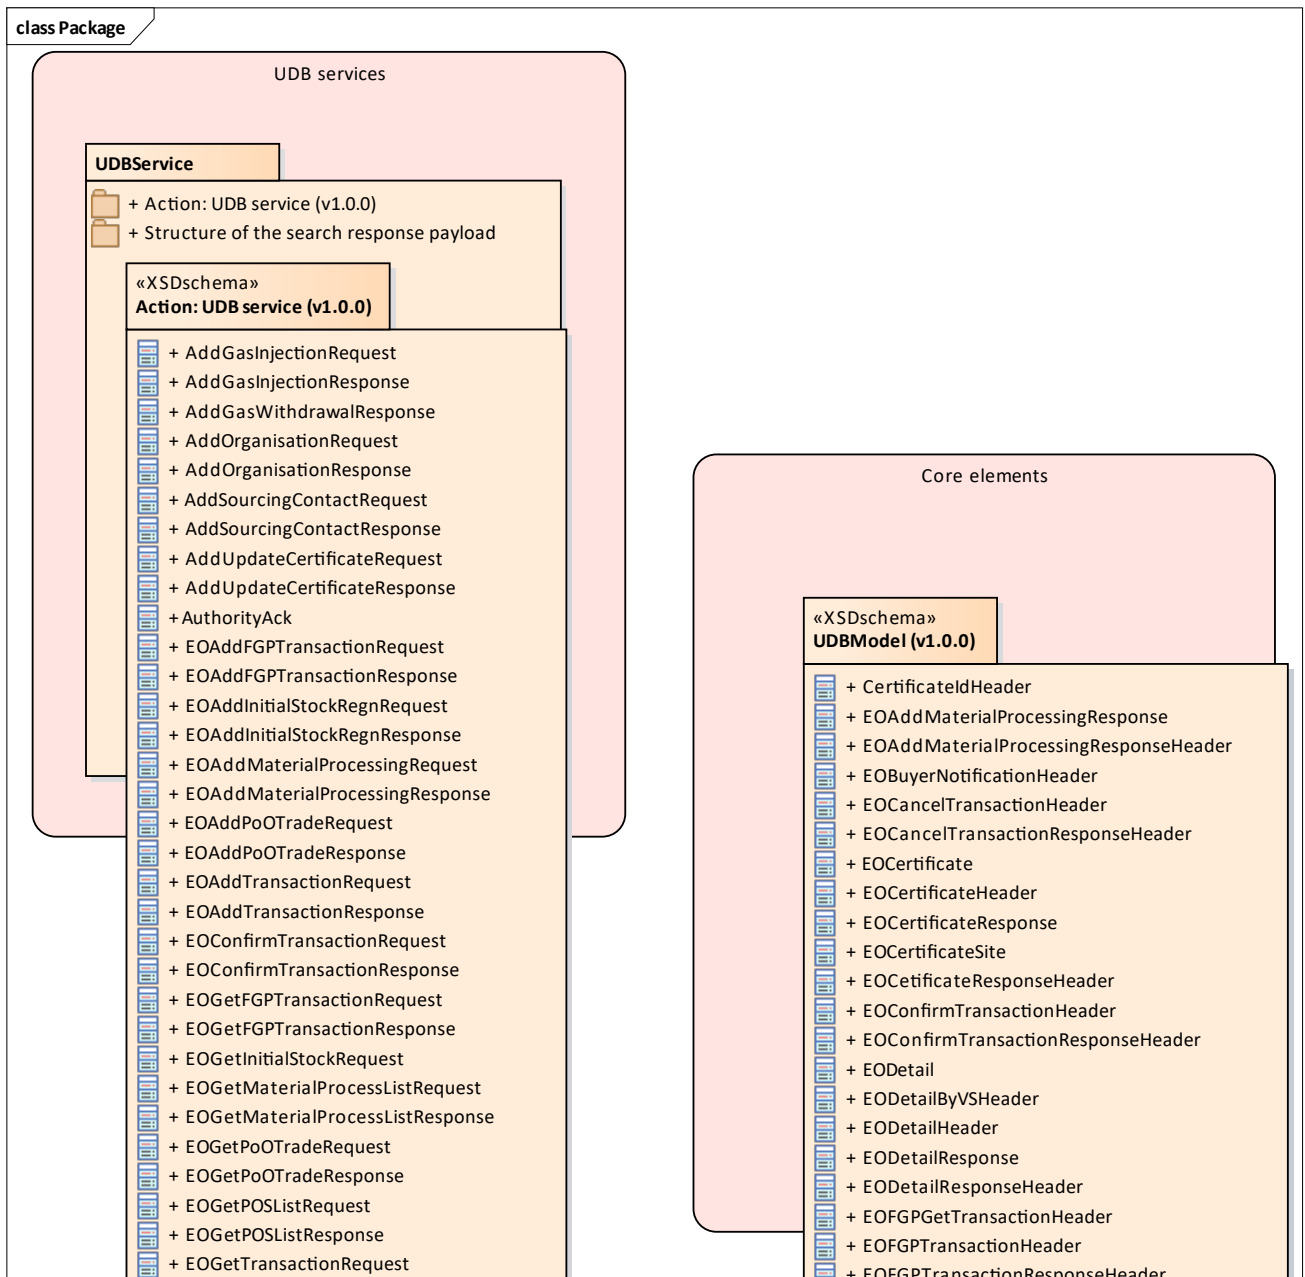 class Package
UDB services
UDBService
+ Action: UDB service (v1.0.0)
+ Structure of the search response payload
«XSDschema»
Action: UDB service (v1.0.0)
+ AddGasInjectionRequest
+ AddGasInjectionResponse
+ AddGasWithdrawalResponse
+ AddOrganisationRequest
+ AddOrganisationResponse
+ AddSourcingContactRequest
+ AddSourcingContactResponse
+ AddUpdateCertificateRequest
+ AddUpdateCertificateResponse
+ AuthorityAck
+ EOAddFGPTransactionRequest
+ EOAddFGPTransactionResponse
+ EOAddInitialStockRegnRequest
+ EOAddInitialStockRegnResponse
+ EOAddMaterialProcessingRequest
+ EOAddMaterialProcessingResponse
+ EOAddPoOTradeRequest
+ EOAddPoOTradeResponse
+ EOAddTransactionRequest
+ EOAddTransactionResponse
+ EOConfirmTransactionRequest
+ EOConfirmTransactionResponse
+ EOGetFGPTransactionRequest
+ EOGetFGPTransactionResponse
+ EOGetInitialStockRequest
+ EOGetMaterialProcessListRequest
+ EOGetMaterialProcessListResponse
+ EOGetPoOTradeRequest
+ EOGetPoOTradeResponse
+ EOGetPOSListRequest
+ EOGetPOSListResponse
+ EOGetTransactionRequest
Core elements
«XSDschema»
UDBModel (v1.0.0)
+ CertificateIdHeader
+ EOAddMaterialProcessingResponse
+ EOAddMaterialProcessingResponseHeader
+ EOBuyerNotificationHeader
+ EOCancelTransactionHeader
+ EOCancelTransactionResponseHeader
+ EOCertificate
+ EOCertificateHeader
+ EOCertificateResponse
+ EOCertificateSite
+ EOCetificateResponseHeader
+ EOConfirmTransactionHeader
+ EOConfirmTransactionResponseHeader
+ EODetail
+ EODetailByVSHeader
+ EODetailHeader
+ EODetailResponse
+ EODetailResponseHeader
+ EOFGPGetTransactionHeader
+ EOFGPTransactionHeader
+ EOFGPTransactionResponseHeader